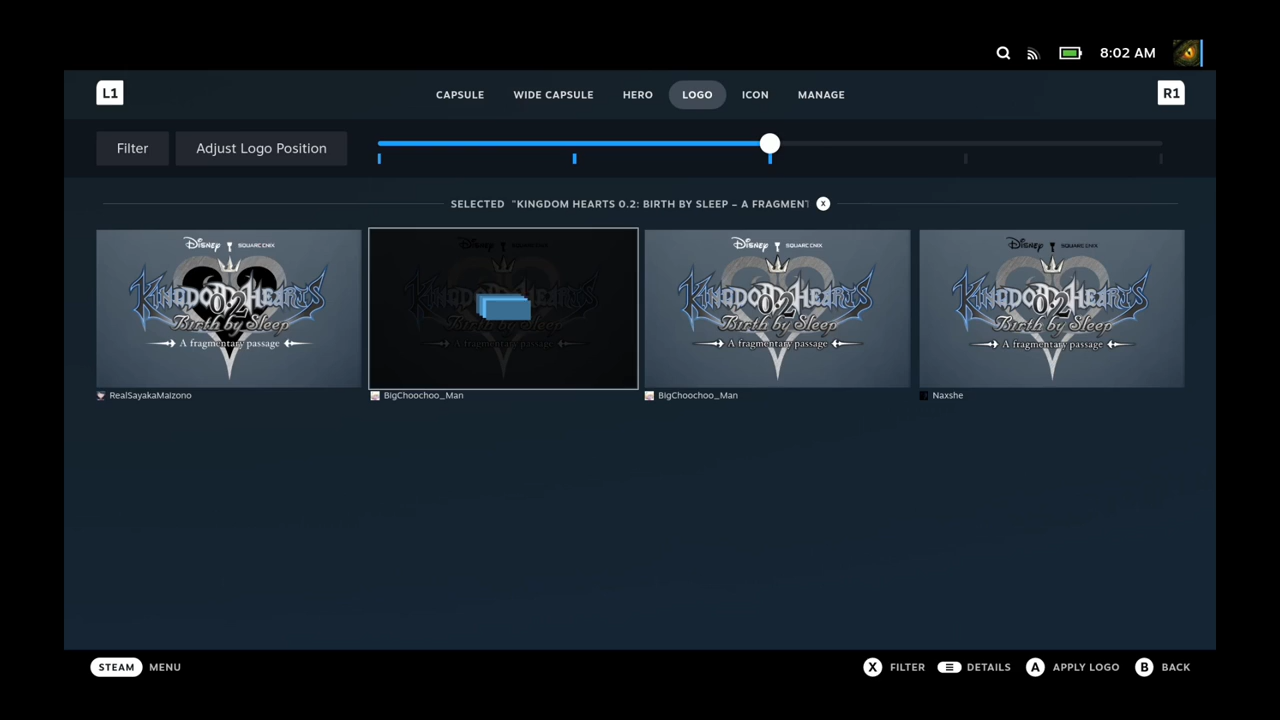 8:02 AM
L1
CAPSULE
WIDE CAPSULE
HERO
LOGO
ICON
MANAGE
R1
Filter
Adjust Logo Position
SELECTED "KINGDOM HEARTS 0.2: BIRTH BY SLEEP – A FRAGMENT
X
Disney SQUARE ENIX
KINGDOM HEARTS
0.2
Birth by Sleep
A fragmentary passage
Disney SQUARE ENIX
KINGDOM HEARTS
0.2
Birth by Sleep
A fragmentary passage
Disney SQUARE ENIX
KINGDOM HEARTS
0.2
Birth by Sleep
A fragmentary passage
RealSayakaMaizono
BigChoochoo_Man
BigChoochoo_Man
Naxshe
STEAM MENU
X FILTER
DETAILS
A APPLY LOGO
B BACK